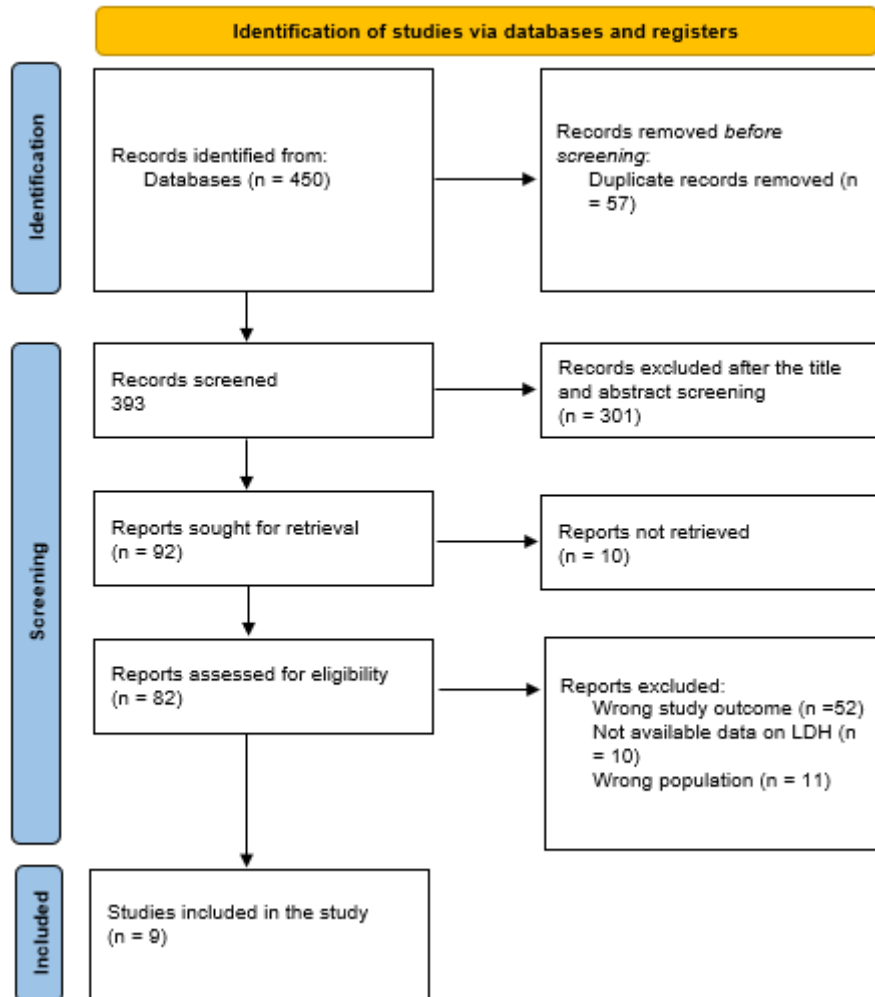 Identification of studies via databases and registers
Identification
Records identified from:
Databases (n = 450)
Records removed before
screening:
Duplicate records removed (n
= 57)
Screening
Records screened
393
Records excluded after the title
and abstract screening
(n = 301)
Reports sought for retrieval
(n = 92)
Reports not retrieved
(n = 10)
Reports assessed for eligibility
(n = 82)
Reports excluded:
Wrong study outcome (n =52)
Not available data on LDH (n
= 10)
Wrong population (n = 11)
Included
Studies included in the study
(n = 9)